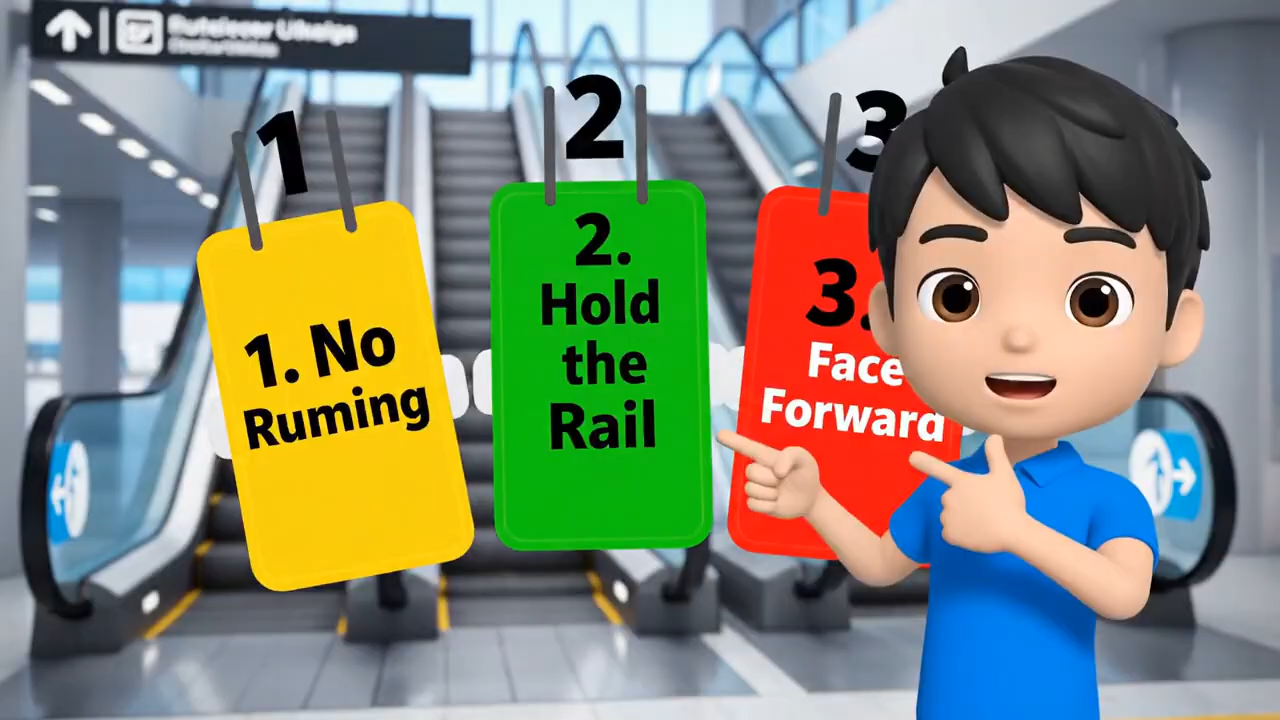 1
2
3
1. No
Ruming
2.
Hold
the
Rail
3.
Face
Forward